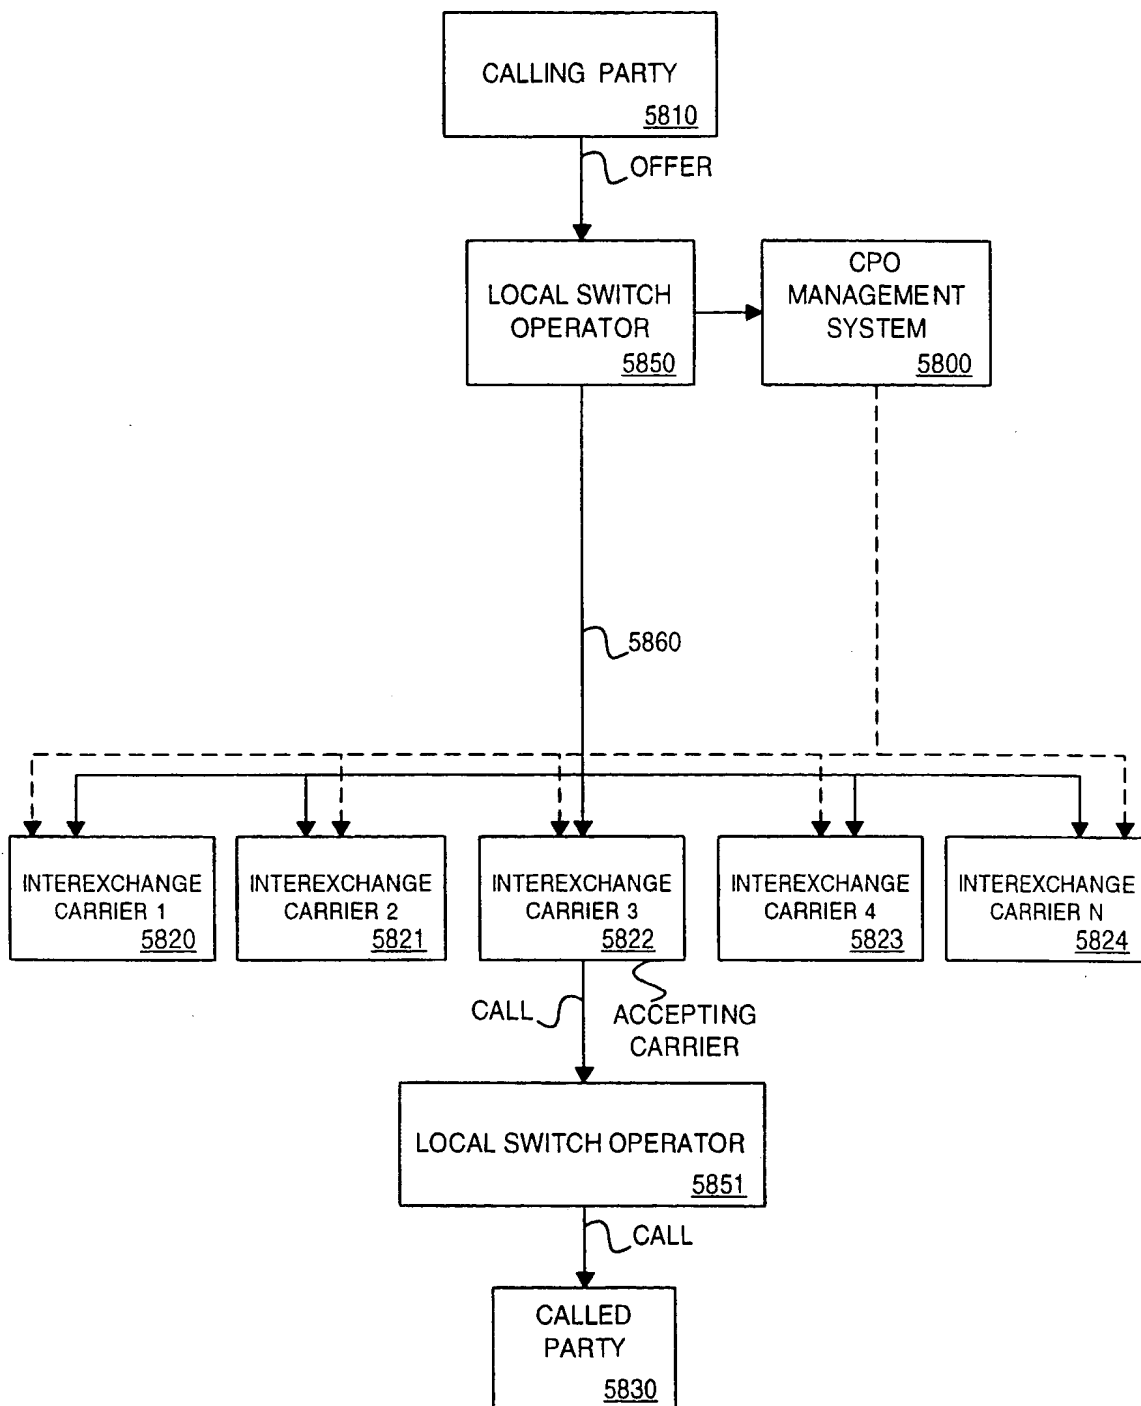 CALLING PARTY
5810
OFFER
LOCAL SWITCH
OPERATOR
5850
CPO
MANAGEMENT
SYSTEM
5800
5860
INTEREXCHANGE
CARRIER 1
5820
INTEREXCHANGE
CARRIER 2
5821
INTEREXCHANGE
CARRIER 3
5822
INTEREXCHANGE
CARRIER 4
5823
INTEREXCHANGE
CARRIER N
5824
CALL
ACCEPTING
CARRIER
LOCAL SWITCH OPERATOR
5851
CALL
CALLED
PARTY
5830